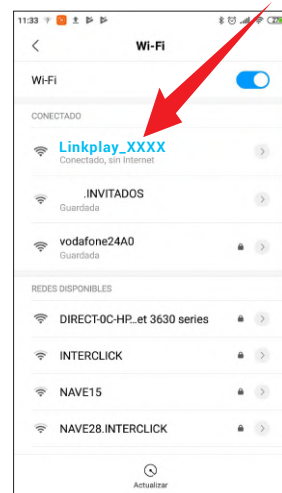 11:33
Wi-Fi
Wi-Fi
CONECTADO
Linkplay_XXXX
Conectado, sin Internet
.INVITADOS
Guardada
vodafone24A0
Guardada
REDES DISPONIBLES
DIRECT-0C-HP...et 3630 series
INTERCLICK
NAVE15
NAVE28.INTERCLICK
Actualizar